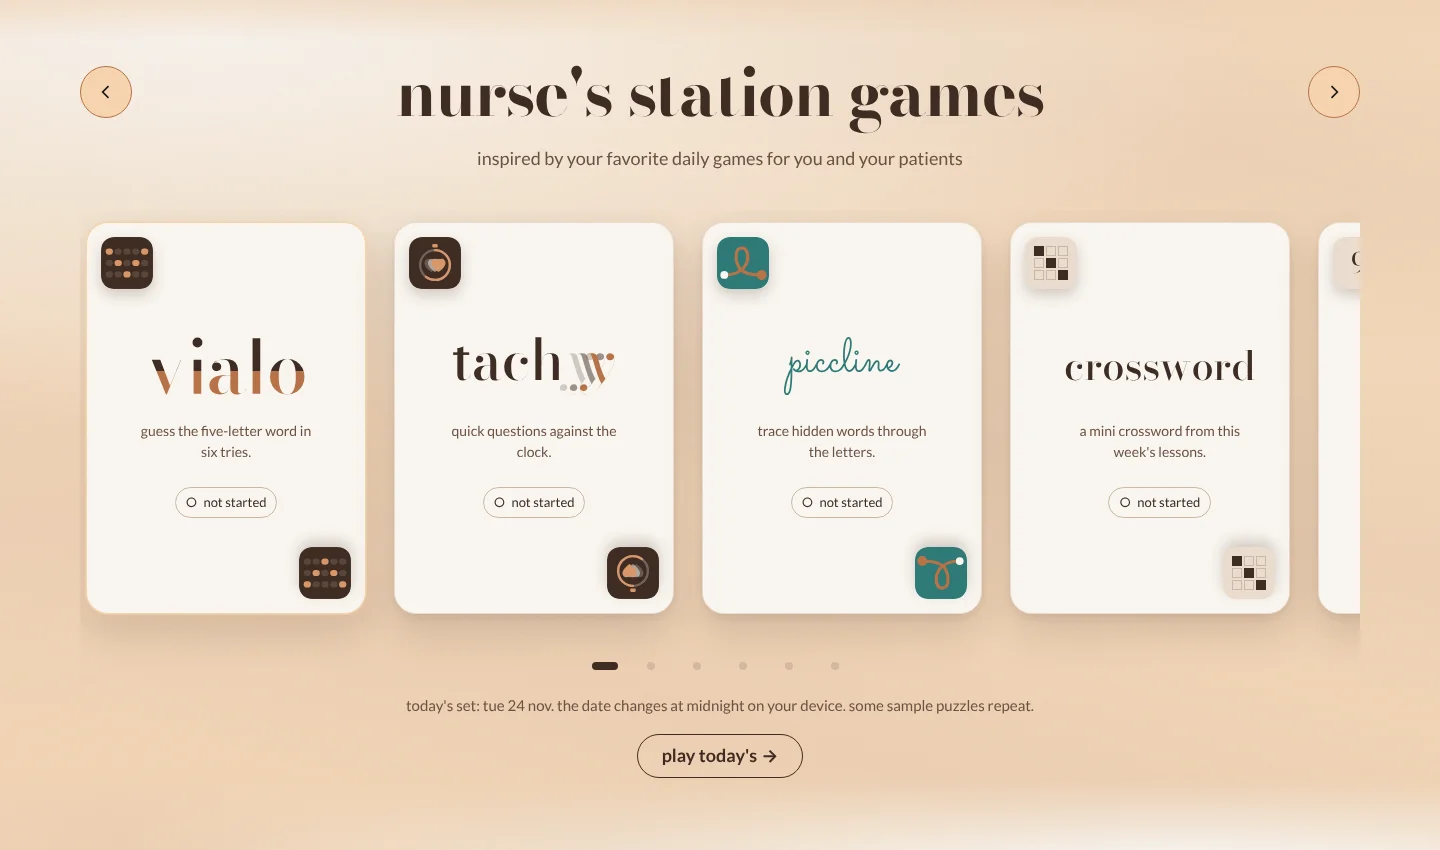 nurse's station games
inspired by your favorite daily games for you and your patients
vialo
guess the five-letter word in
six tries.
not started
tachy
quick questions against the
clock.
not started
piccline
trace hidden words through
the letters.
not started
crossword
a mini crossword from this
week's lessons.
not started
today's set: tue 24 nov. the date changes at midnight on your device. some sample puzzles repeat.
play today's →